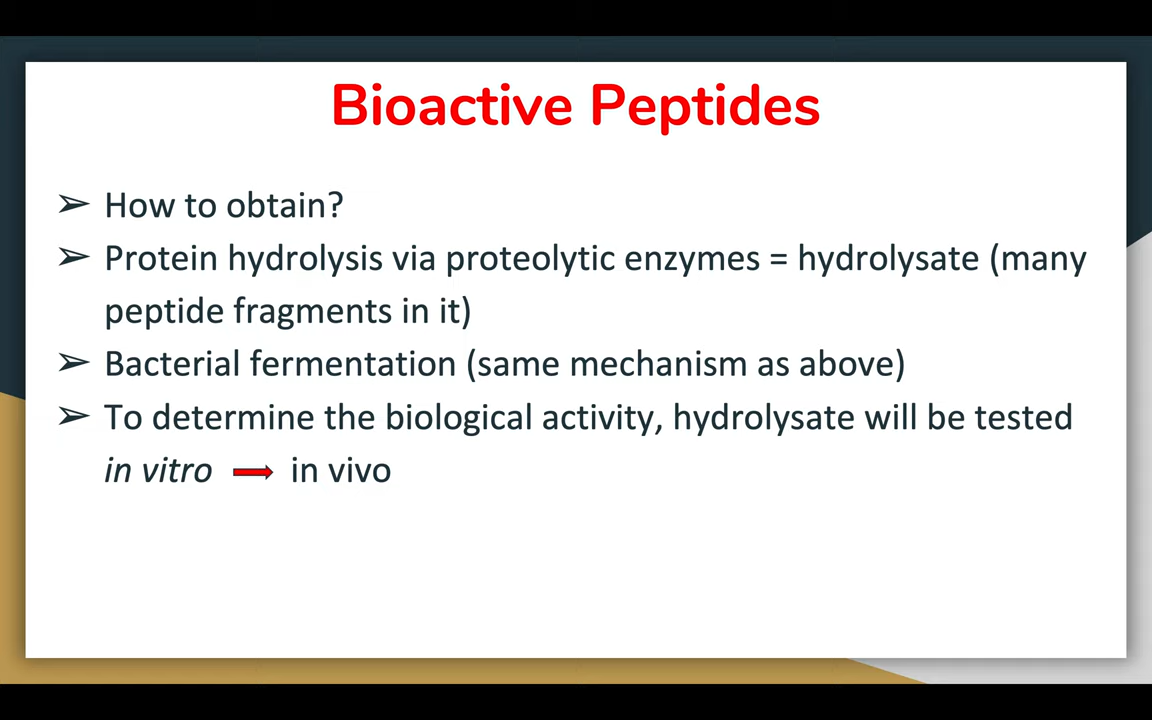 Bioactive Peptides
➢ How to obtain?
➢ Protein hydrolysis via proteolytic enzymes = hydrolysate (many
peptide fragments in it)
➢ Bacterial fermentation (same mechanism as above)
➢ To determine the biological activity, hydrolysate will be tested
in vitro → in vivo